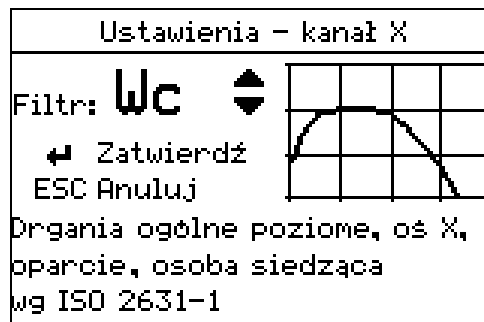 Ustawienia - kanał X
Filtr: Wc
↵ Zatwierdź
ESC Anuluj
Drgania ogólne poziome, oś X,
oparcie, osoba siedząca
wg ISO 2631-1